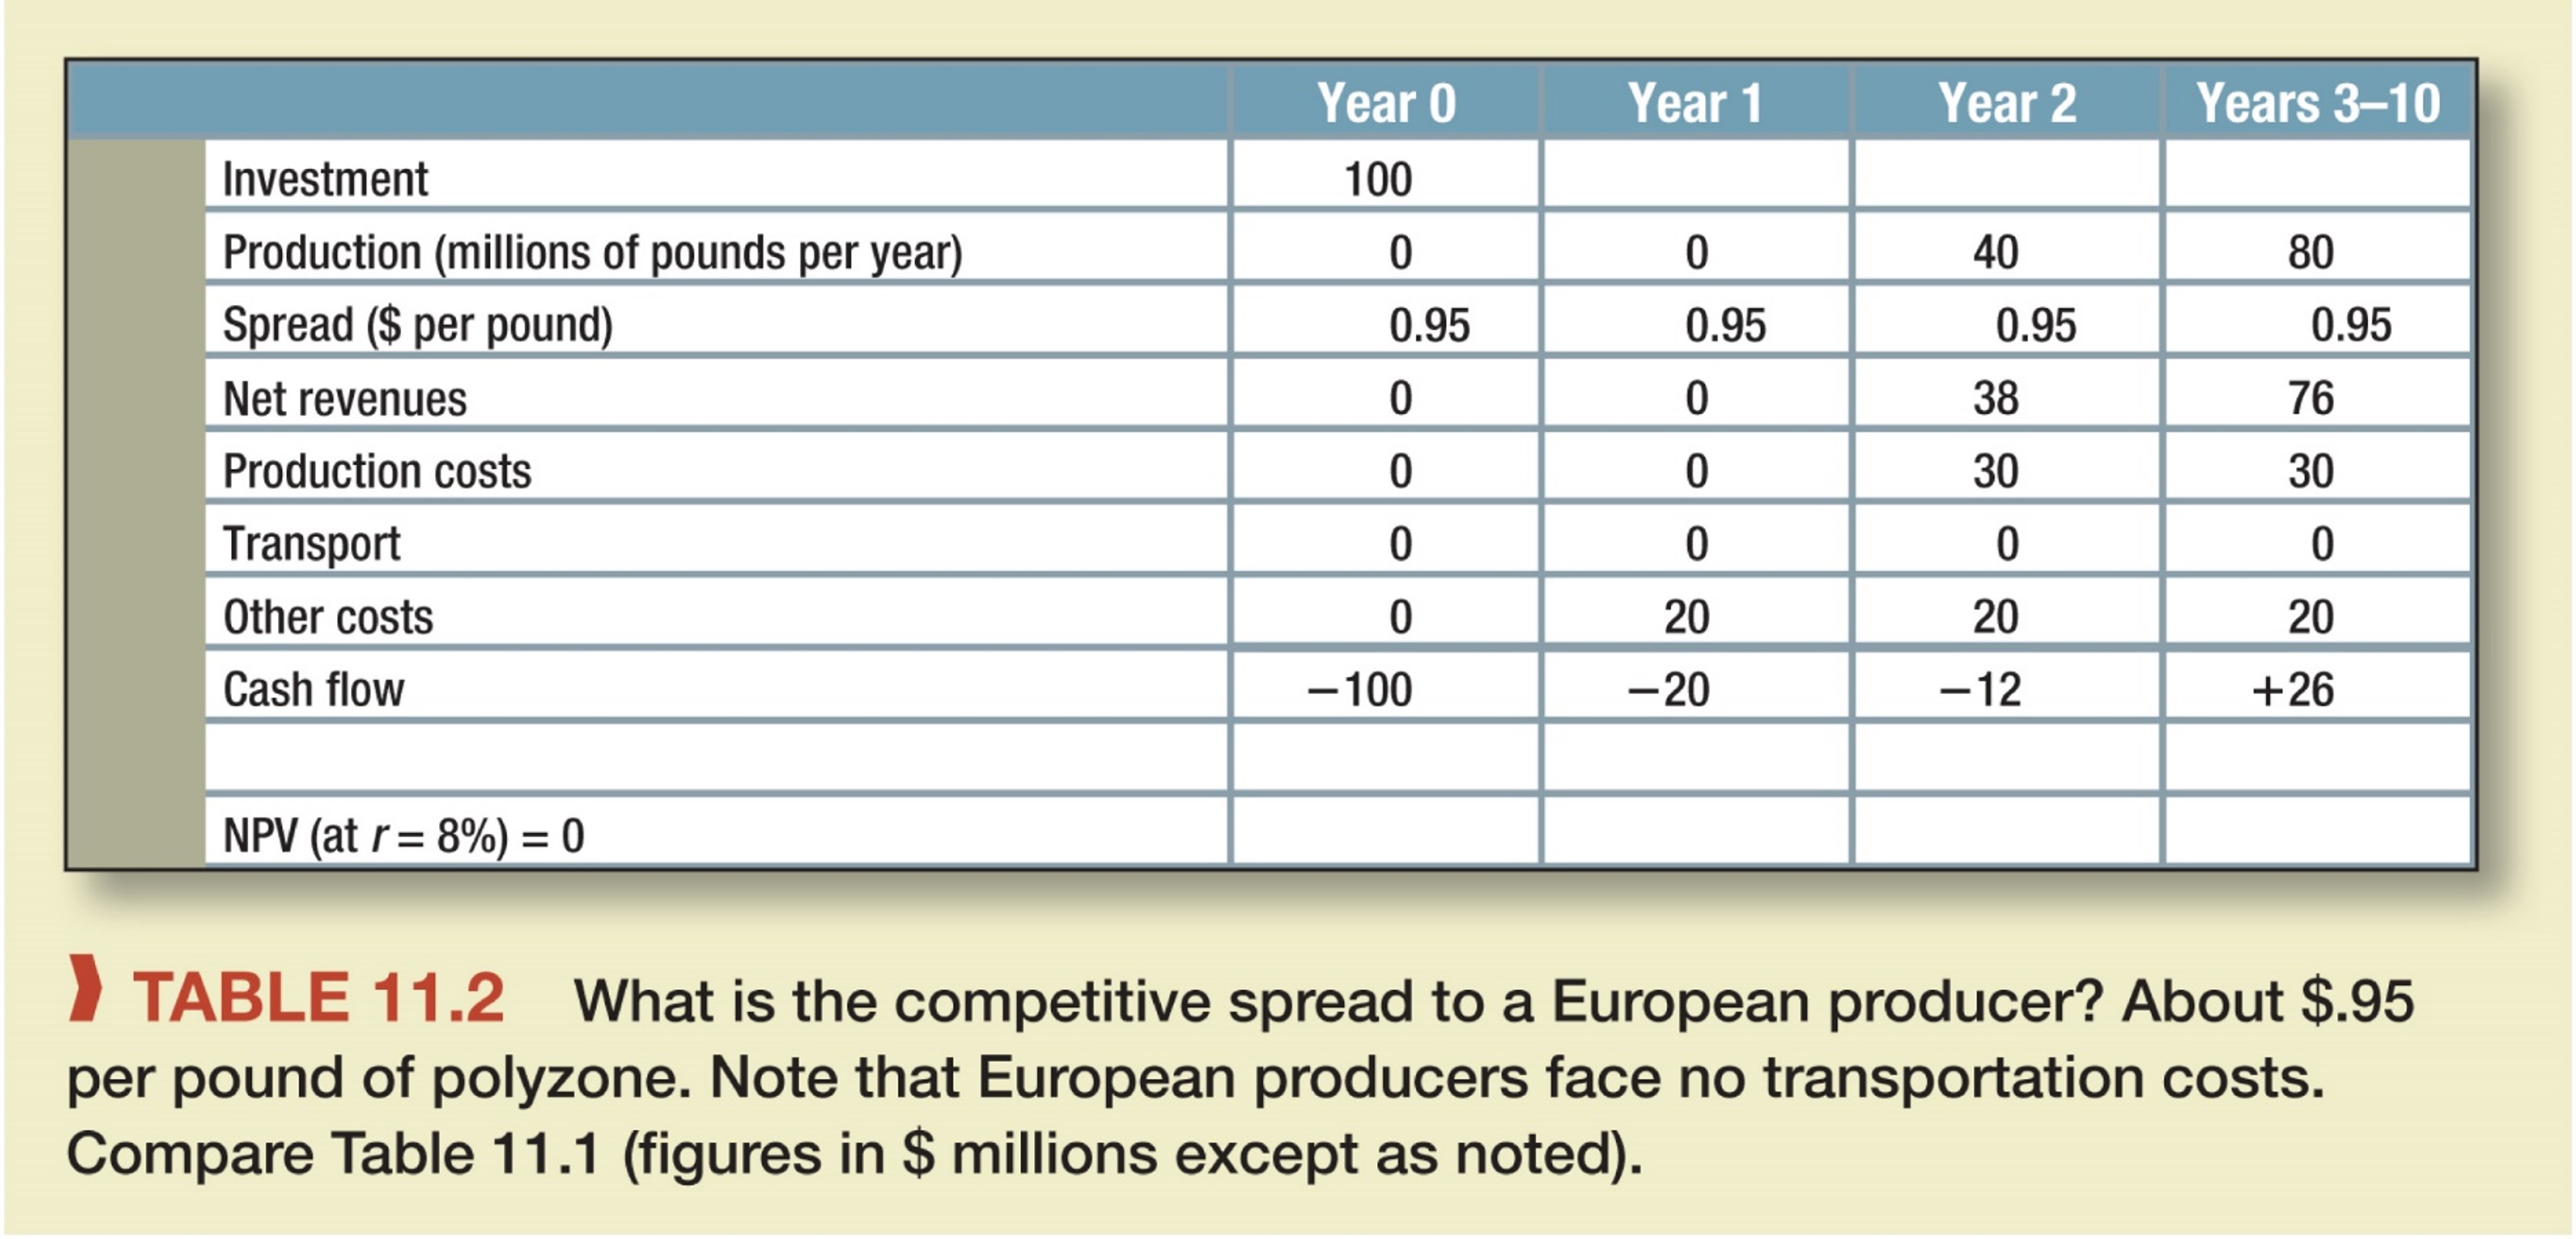 Year 0 Year 1 Year 2 Years 3–10
Investment 100
Production (millions of pounds per year) 0 0 40 80
Spread ($ per pound) 0.95 0.95 0.95 0.95
Net revenues 0 0 38 76
Production costs 0 0 30 30
Transport 0 0 0 0
Other costs 0 20 20 20
Cash flow −100 −20 −12 +26
NPV (at r = 8%) = 0
TABLE 11.2 What is the competitive spread to a European producer? About $.95
per pound of polyzone. Note that European producers face no transportation costs.
Compare Table 11.1 (figures in $ millions except as noted).